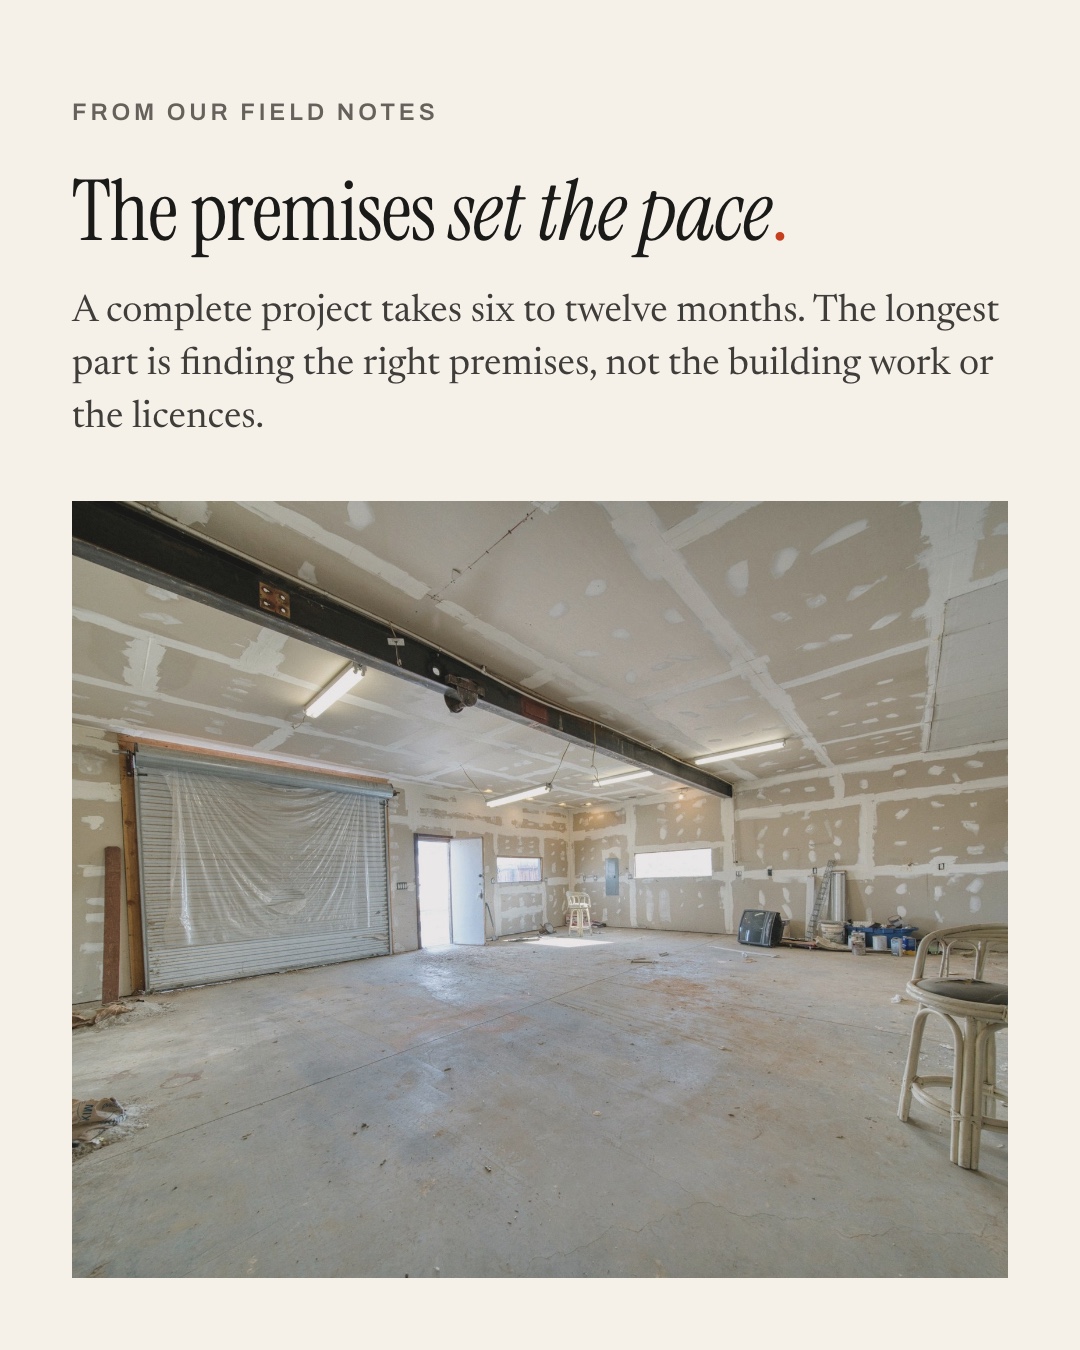 FROM OUR FIELD NOTES
The premises set the pace.
A complete project takes six to twelve months. The longest
part is finding the right premises, not the building work or
the licences.